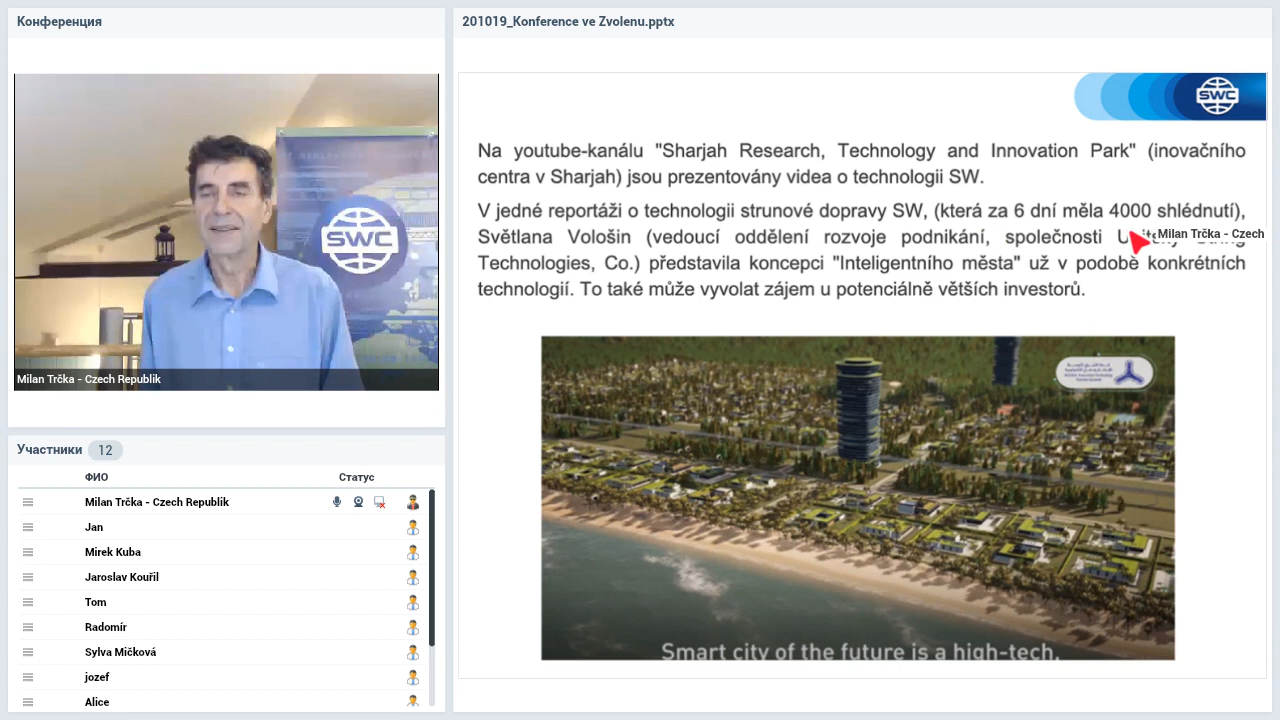 Конференция
SWC
Milan Trčka - Czech Republik
Участники 12
ФИО Статус
Milan Trčka - Czech Republik
Jan
Mirek Kuba
Jaroslav Kouřil
Tom
Radomír
Sylva Mičková
jozef
Alice
201019_Konference ve Zvolenu.pptx
SWC
Na youtube-kanálu "Sharjah Research, Technology and Innovation Park" (inovačního
centra v Sharjah) jsou prezentovány videa o technologii SW.
V jedné reportáži o technologii strunové dopravy SW, (která za 6 dní měla 4000 shlédnutí),
Světlana Vološin (vedoucí oddělení rozvoje podnikání, společnosti
Milan Trčka - Czech
Technologies, Co.) představila koncepci "Inteligentního města" už v podobě konkrétních
technologií. To také může vyvolat zájem u potenciálně větších investorů.
Smart city of the future is a high-tech,